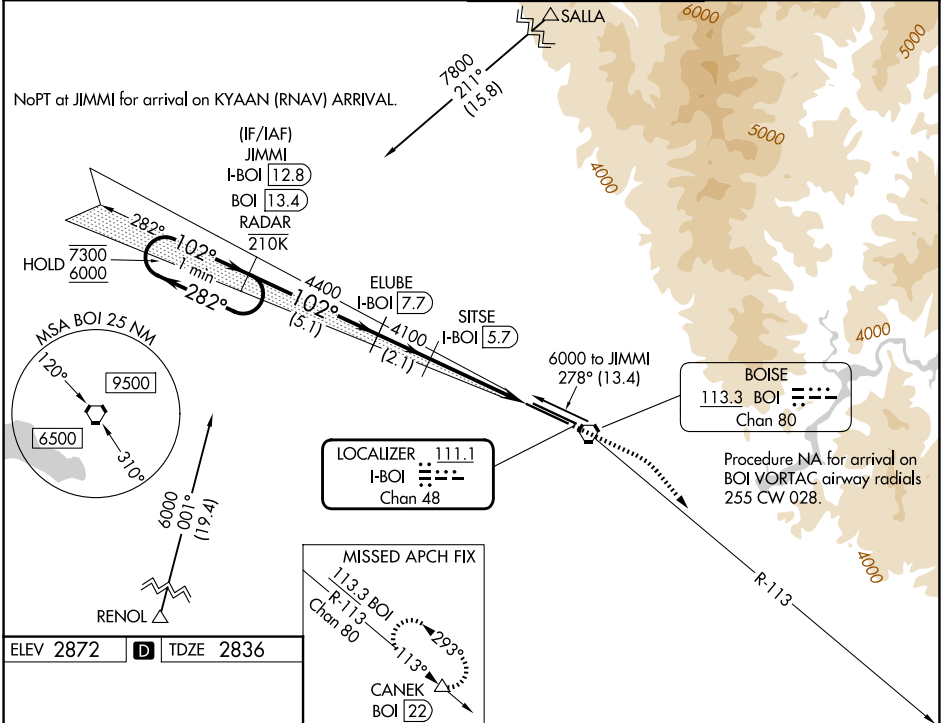 SALLA
7800
211°
(15.8)
6000
5000
5000
4000
4000
4000
NoPT at JIMMI for arrival on KYAAN (RNAV) ARRIVAL.
(IF/IAF)
JIMMI
I-BOI 12.8
BOI 13.4
RADAR
210K
282°
102°
1 min
282°
HOLD 7300
6000
4400
102°
(5.1)
ELUBE
I-BOI 7.7
4100
(2.1)
SITSE
I-BOI 5.7
6000 to JIMMI
278° (13.4)
BOISE
113.3 BOI
Chan 80
MSA BOI 25 NM
120°
9500
6500
310°
LOCALIZER 111.1
I-BOI
Chan 48
Procedure NA for arrival on
BOI VORTAC airway radials
255 CW 028.
6000
001°
(19.4)
RENOL
R-113
MISSED APCH FIX
113.3 BOI
R-113
Chan 80
293°
113°
CANEK
BOI 22
ELEV 2872 D TDZE 2836